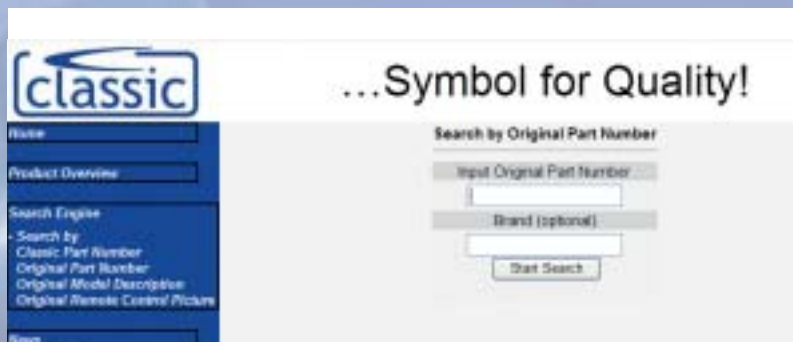 classic
...Symbol for Quality!
Home
Product Overview
Search Engine
- Search by
Classic Part Number
Original Part Number
Original Model Description
Original Remote Control Picture
News
Search by Original Part Number
Input Original Part Number
Brand (optional)
Start Search